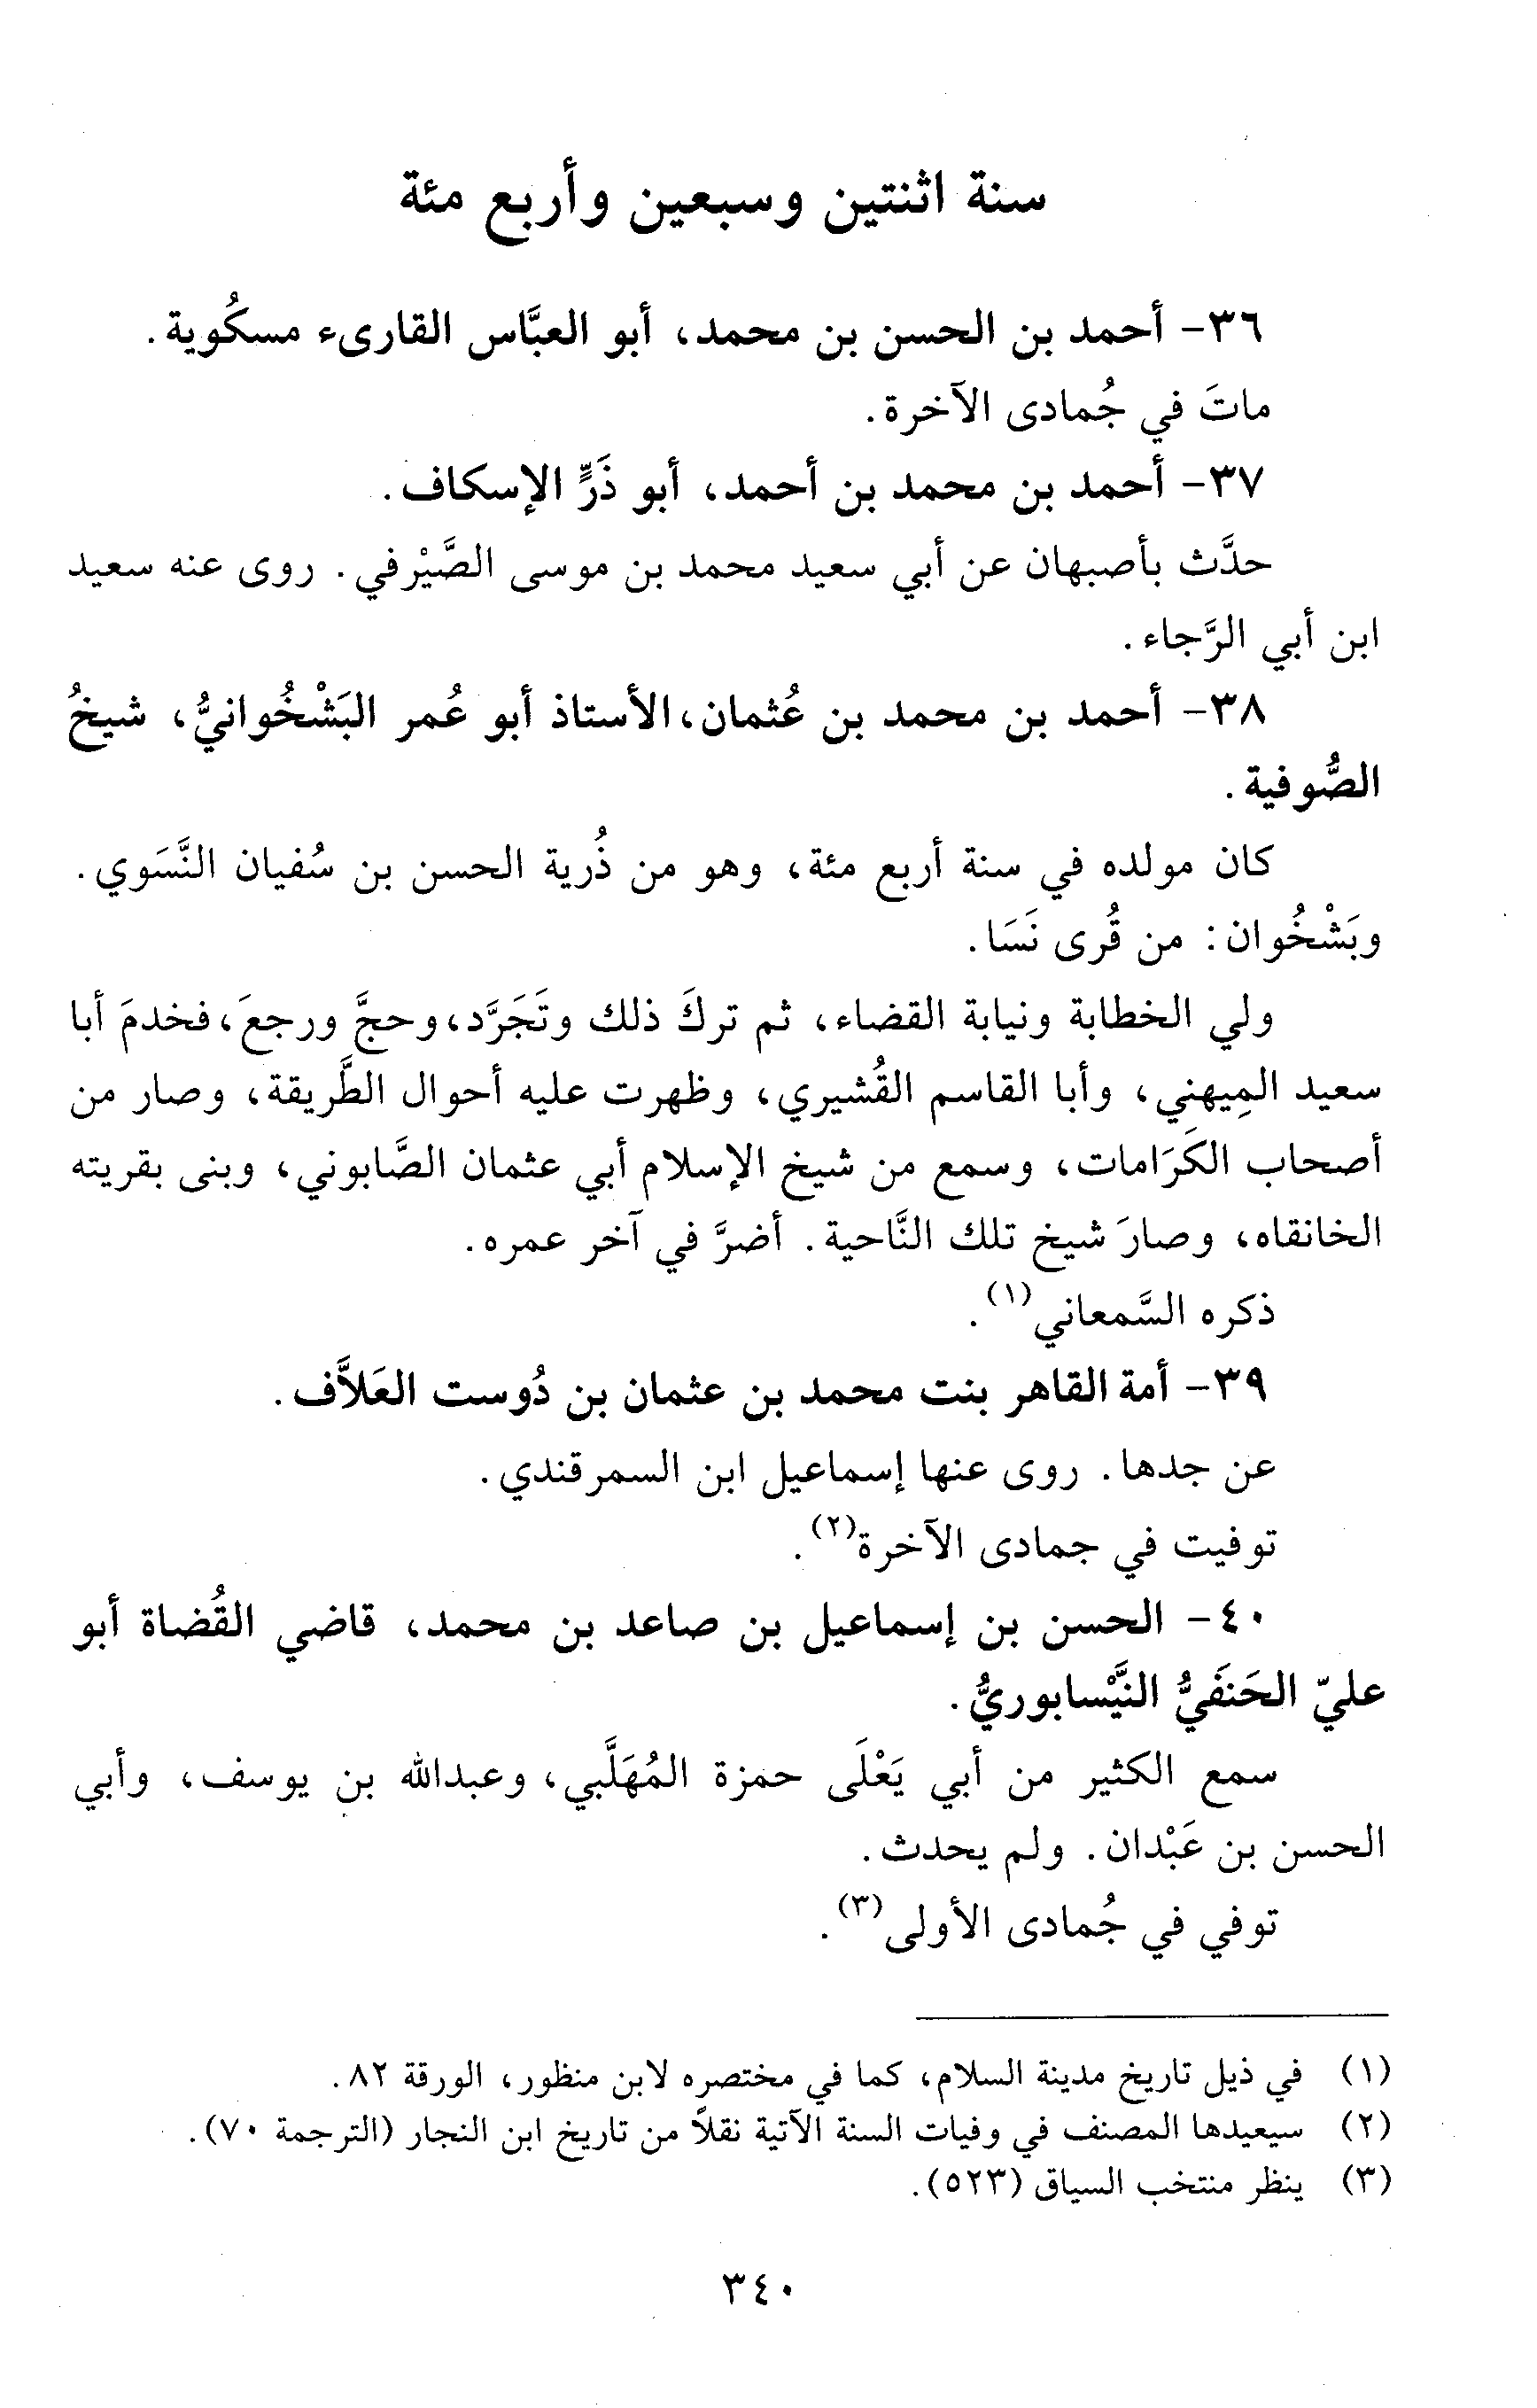 سنة اثنتين وسبعين وأربع مئة
٣٦- أحمد بن الحسن بن محمد، أبو العبَّاس القارىء مسكُوية.
ماتَ في جُمادى الآخرة.
٣٧- أحمد بن محمد بن أحمد، أبو ذَرٍّ الإسكاف.
حدَّث بأصبهان عن أبي سعيد محمد بن موسى الصَّيْرفي. روى عنه سعيد
ابن أبي الرَّجاء.
٣٨- أحمد بن محمد بن عُثمان، الأستاذ أبو عُمر البَشْخُوانيُّ، شيخُ
الصُّوفية.
كان مولده في سنة أربع مئة، وهو من ذُرية الحسن بن سُفيان النَّسَوي.
وبَشْخُوان: من قُرى نَسَا.
ولي الخطابة ونيابة القضاء، ثم تركَ ذلك وتَجَرَّد، وحجَّ ورجعَ، فخدمَ أبا
سعيد المِيهَني، وأبا القاسم القُشيري، وظهرت عليه أحوال الطَّريقة، وصار من
أصحاب الكَرَامات، وسمع من شيخ الإسلام أبي عثمان الصَّابوني، وبنى بقريته
الخانقاه، وصارَ شيخ تلك النَّاحية. أضرَّ في آخر عمره.
ذكره السَّمعاني(١).
٣٩- أمة القاهر بنت محمد بن عثمان بن دُوست العَلاَّف.
عن جدها. روى عنها إسماعيل ابن السمرقندي.
توفيت في جمادى الآخرة(٢).
٤٠- الحسن بن إسماعيل بن صاعد بن محمد، قاضي القُضاة أبو
عليّ الحَنَفَيُّ النَّيْسابوريُّ.
سمع الكثير من أبي يَعْلَى حمزة المُهَلَّبي، وعبدالله بن يوسف، وأبي
الحسن بن عَبْدان. ولم يحدث.
توفي في جُمادى الأولى(٣).
(١) في ذيل تاريخ مدينة السلام، كما في مختصره لابن منظور، الورقة ٨٢.
(٢) سيعيدها المصنف في وفيات السنة الآتية نقلاً من تاريخ ابن النجار (الترجمة ٧٠).
(٣) ينظر منتخب السياق (٥٢٣).
٣٤٠